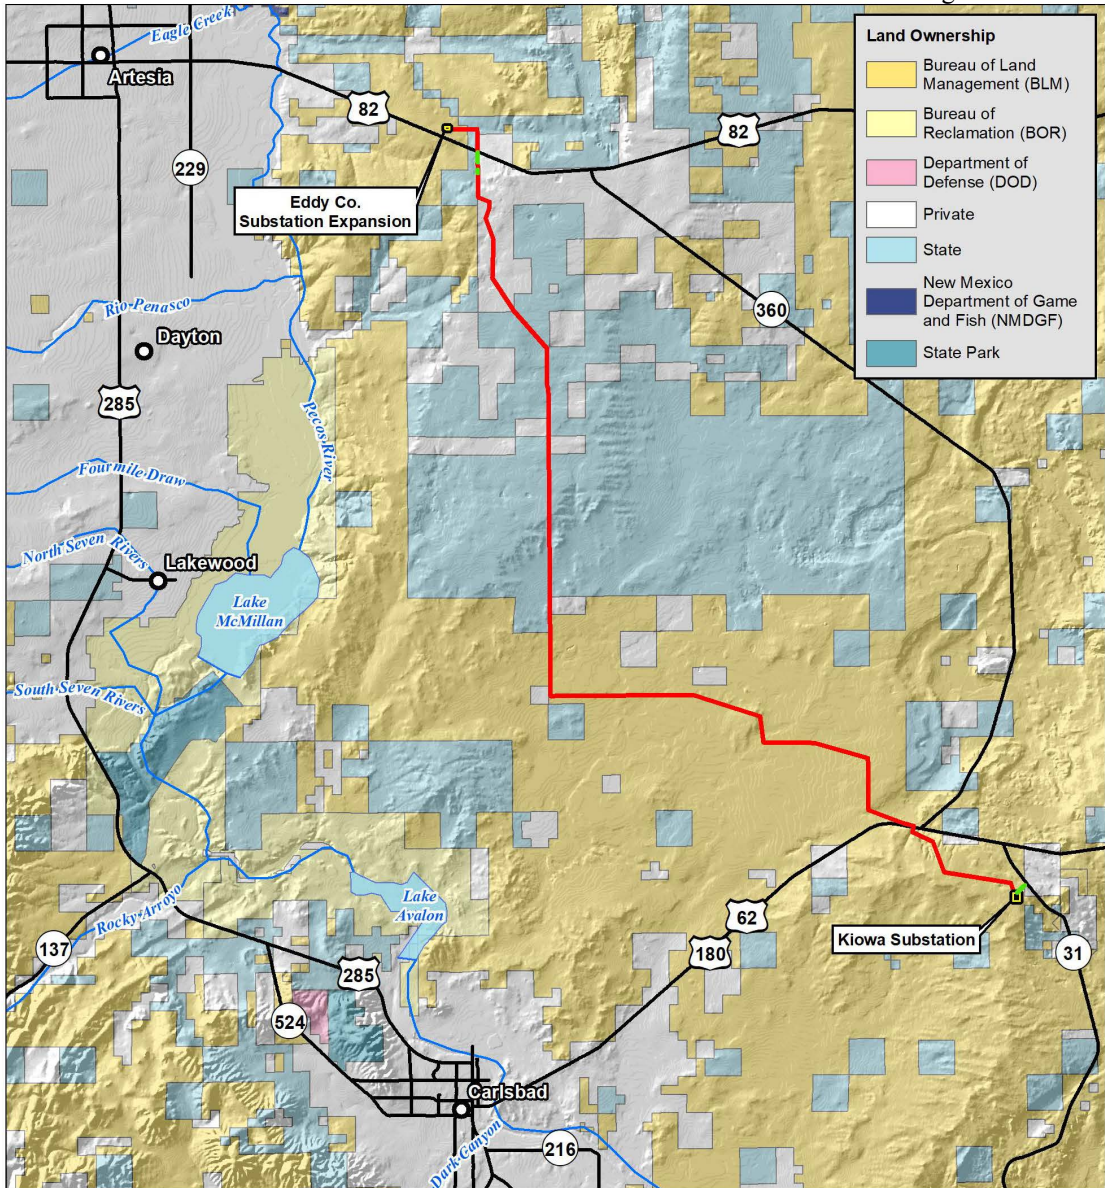 Eagle Creek
Artesia
82
82
229
Eddy Co.
Substation Expansion
Land Ownership
Bureau of Land
Management (BLM)
Bureau of
Reclamation (BOR)
Department of
Defense (DOD)
Private
State
New Mexico
Department of Game
and Fish (NMDGF)
State Park
Rio Penasco
360
Dayton
285
Pecos River
Fourmile Draw
North Seven Rivers
Lakewood
Lake
McMillan
South Seven Rivers
Rocky Arroyo
Lake
Avalon
62
180
Kiowa Substation
31
137
285
524
Carlsbad
Dark Canyon
216